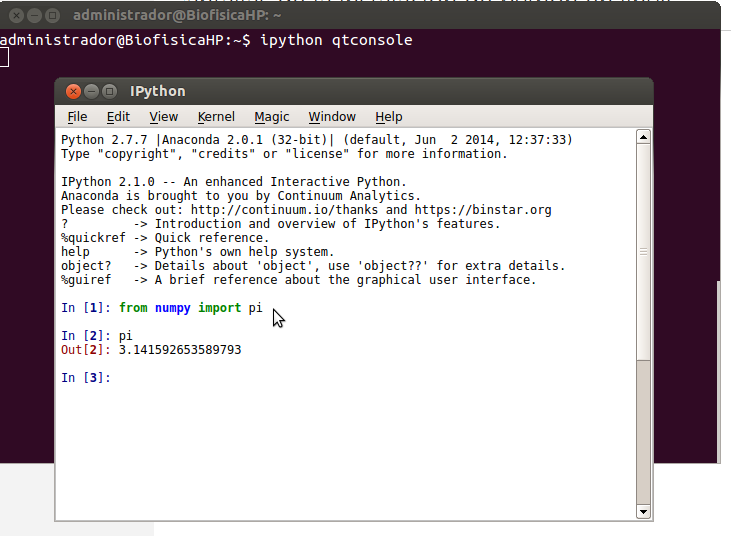 administrador@BiofisicaHP: ~
administrador@BiofisicaHP:~$ ipython qtconsole
IPython
File Edit View Kernel Magic Window Help
Python 2.7.7 |Anaconda 2.0.1 (32-bit)| (default, Jun  2 2014, 12:37:33)
Type "copyright", "credits" or "license" for more information.
IPython 2.1.0 -- An enhanced Interactive Python.
Anaconda is brought to you by Continuum Analytics.
Please check out: http://continuum.io/thanks and https://binstar.org
?         -> Introduction and overview of IPython's features.
%quickref -> Quick reference.
help      -> Python's own help system.
object?   -> Details about 'object', use 'object??' for extra details.
%guiref   -> A brief reference about the graphical user interface.
In [1]: from numpy import pi
In [2]: pi
Out[2]: 3.141592653589793
In [3]: